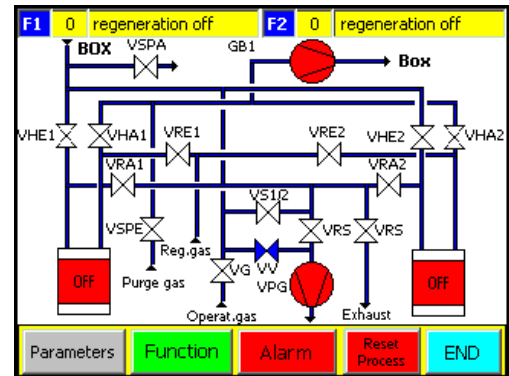 F1 0 regeneration off F2 0 regeneration off
BOX VSPA GB1 Box
VHE1 VHA1 VRE1 VRE2 VHE2 VHA2
VRA1 VRA2
VS1/2
VSPE VRS VRS
Reg.gas
VG VV
OFF Purge gas VPG OFF
Operat.gas Exhaust
Parameters Function Alarm Reset Process END